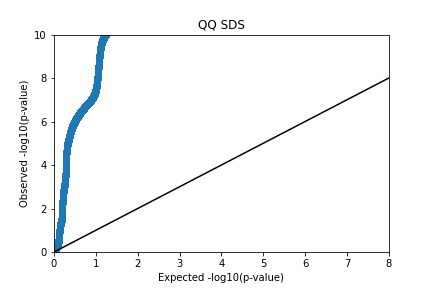 QQ SDS
10
8
6
4
2
0
Observed -log10(p-value)
0 1 2 3 4 5 6 7 8
Expected -log10(p-value)